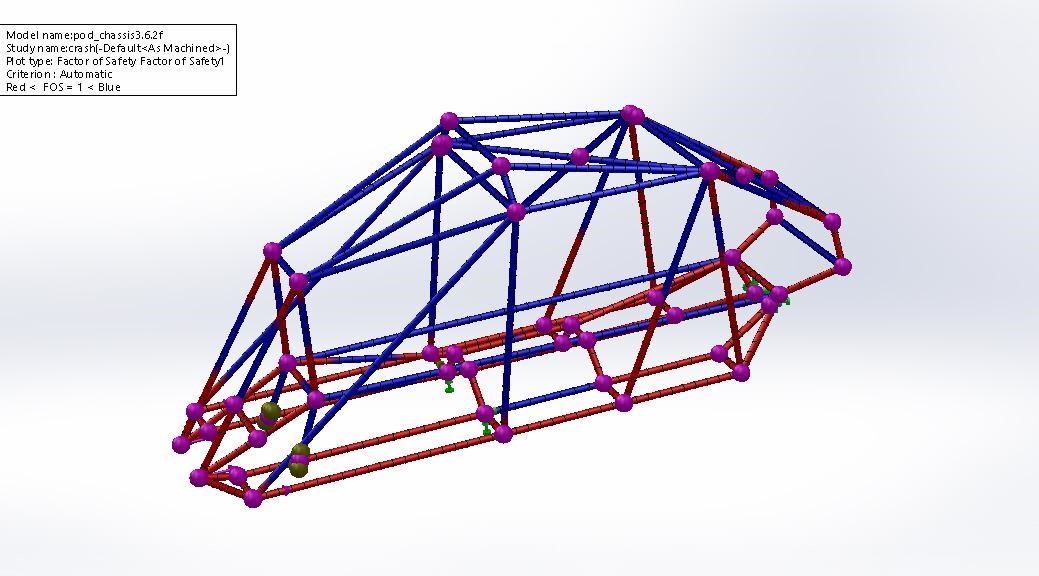 Model name:pod_chassis3.6.2f
Study name:crash(-Default<As Machined>-)
Plot type: Factor of Safety Factor of Safety1
Criterion : Automatic
Red < FOS = 1 < Blue